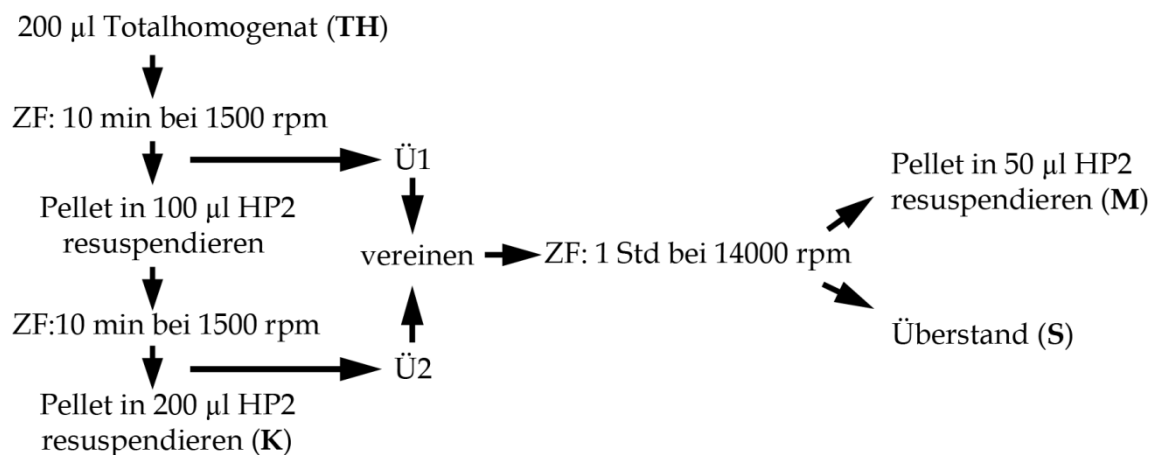 200 µl Totalhomogenat (TH)
ZF: 10 min bei 1500 rpm
Ü1
Pellet in 100 µl HP2
resuspendieren
vereinen
ZF: 1 Std bei 14000 rpm
Pellet in 50 µl HP2
resuspendieren (M)
Überstand (S)
ZF:10 min bei 1500 rpm
Ü2
Pellet in 200 µl HP2
resuspendieren (K)